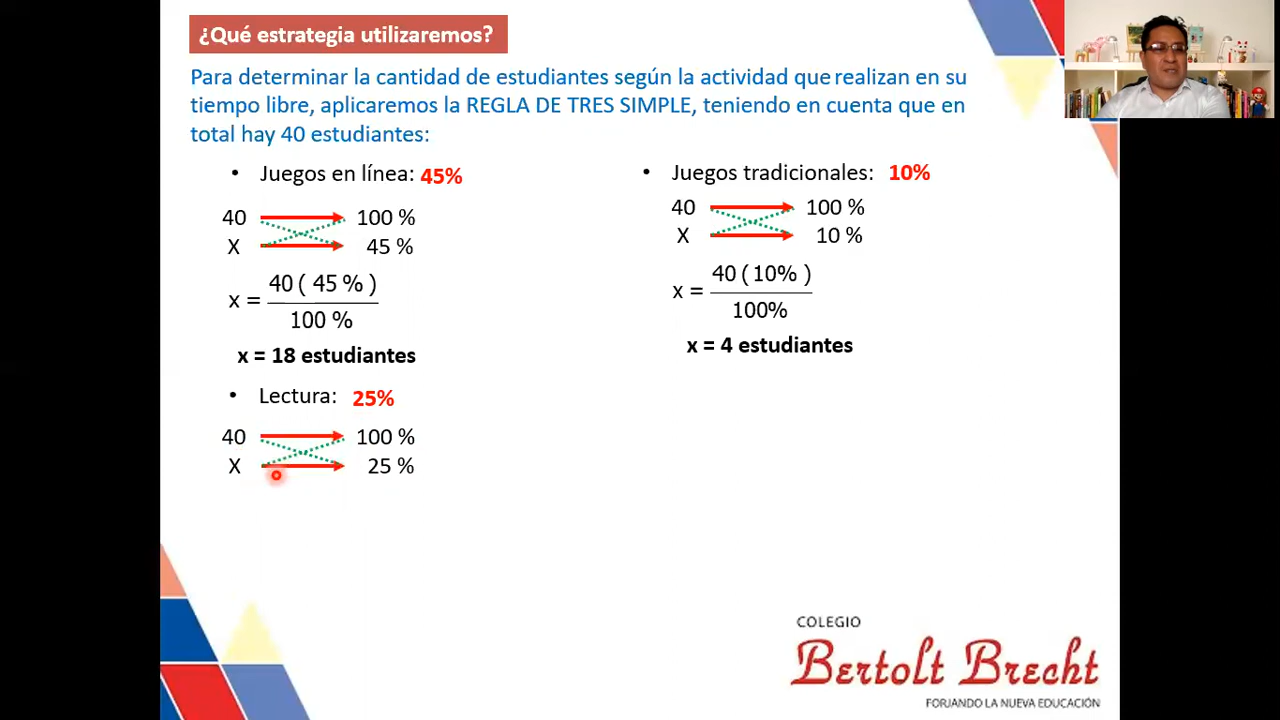 ¿Qué estrategia utilizaremos?
Para determinar la cantidad de estudiantes según la actividad que realizan en su
tiempo libre, aplicaremos la REGLA DE TRES SIMPLE, teniendo en cuenta que en
total hay 40 estudiantes:
• Juegos en línea: 45%
40 100 %
X 45 %
x = 40 ( 45 % )
100 %
x = 18 estudiantes
• Lectura: 25%
40 100 %
X 25 %
• Juegos tradicionales: 10%
40 100 %
X 10 %
x = 40 ( 10% )
100%
x = 4 estudiantes
COLEGIO
Bertolt Brecht
FORJANDO LA NUEVA EDUCACIÓN